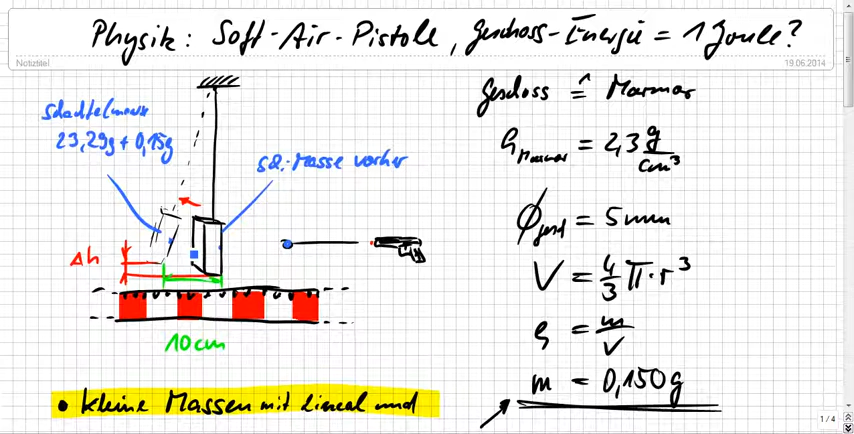 Physik: Soft-Air-Pistole, Geschoss-Energie = 1 Joule?
Notiztitel
19.06.2014
Schachtelmasse
23,29g + 0,15g
sa.: Masse vorher
Δh
10cm
• kleine Massen mit Lineal und
Geschoss ≙ Marmor
ρMarmor = 2,3 g/cm³
ϕgesch = 5mm
V = 4/3 π · r³
ρ = m/V
m = 0,150g
1 / 4